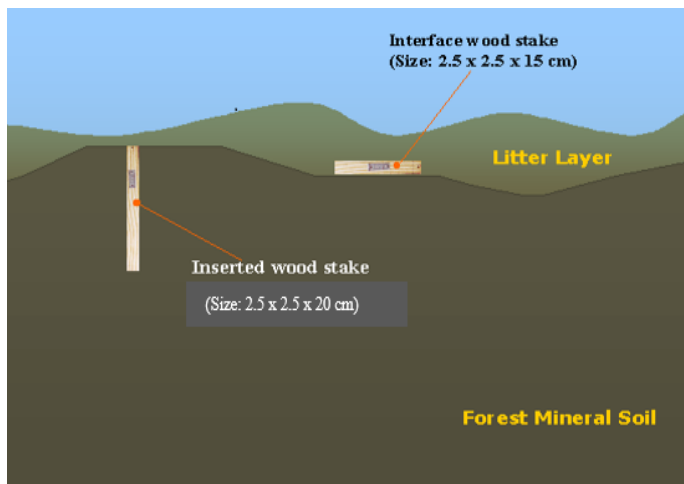 Interface wood stake
(Size: 2.5 x 2.5 x 15 cm)
Litter Layer
Inserted wood stake
(Size: 2.5 x 2.5 x 20 cm)
Forest Mineral Soil